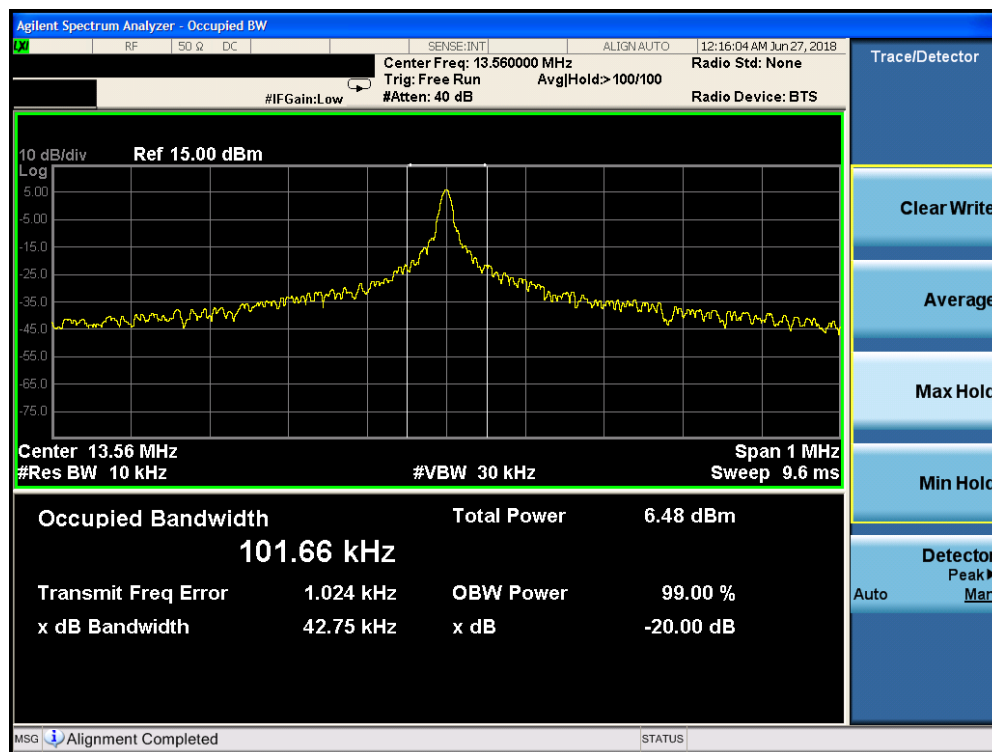 Agilent Spectrum Analyzer - Occupied BW
LXI RF 50 Ω DC SENSE:INT ALIGN AUTO 12:16:04 AM Jun 27, 2018
Center Freq: 13.560000 MHz Radio Std: None
Trig: Free Run Avg|Hold:>100/100
#IFGain:Low #Atten: 40 dB Radio Device: BTS
10 dB/div Ref 15.00 dBm
Log
5.00
-5.00
-15.0
-25.0
-35.0
-45.0
-55.0
-65.0
-75.0
Center 13.56 MHz Span 1 MHz
#Res BW 10 kHz #VBW 30 kHz Sweep 9.6 ms
Occupied Bandwidth Total Power 6.48 dBm
101.66 kHz
Transmit Freq Error 1.024 kHz OBW Power 99.00 %
x dB Bandwidth 42.75 kHz x dB -20.00 dB
MSG Alignment Completed STATUS
Trace/Detector
Clear Write
Average
Max Hold
Min Hold
Detector
Peak
Auto Man